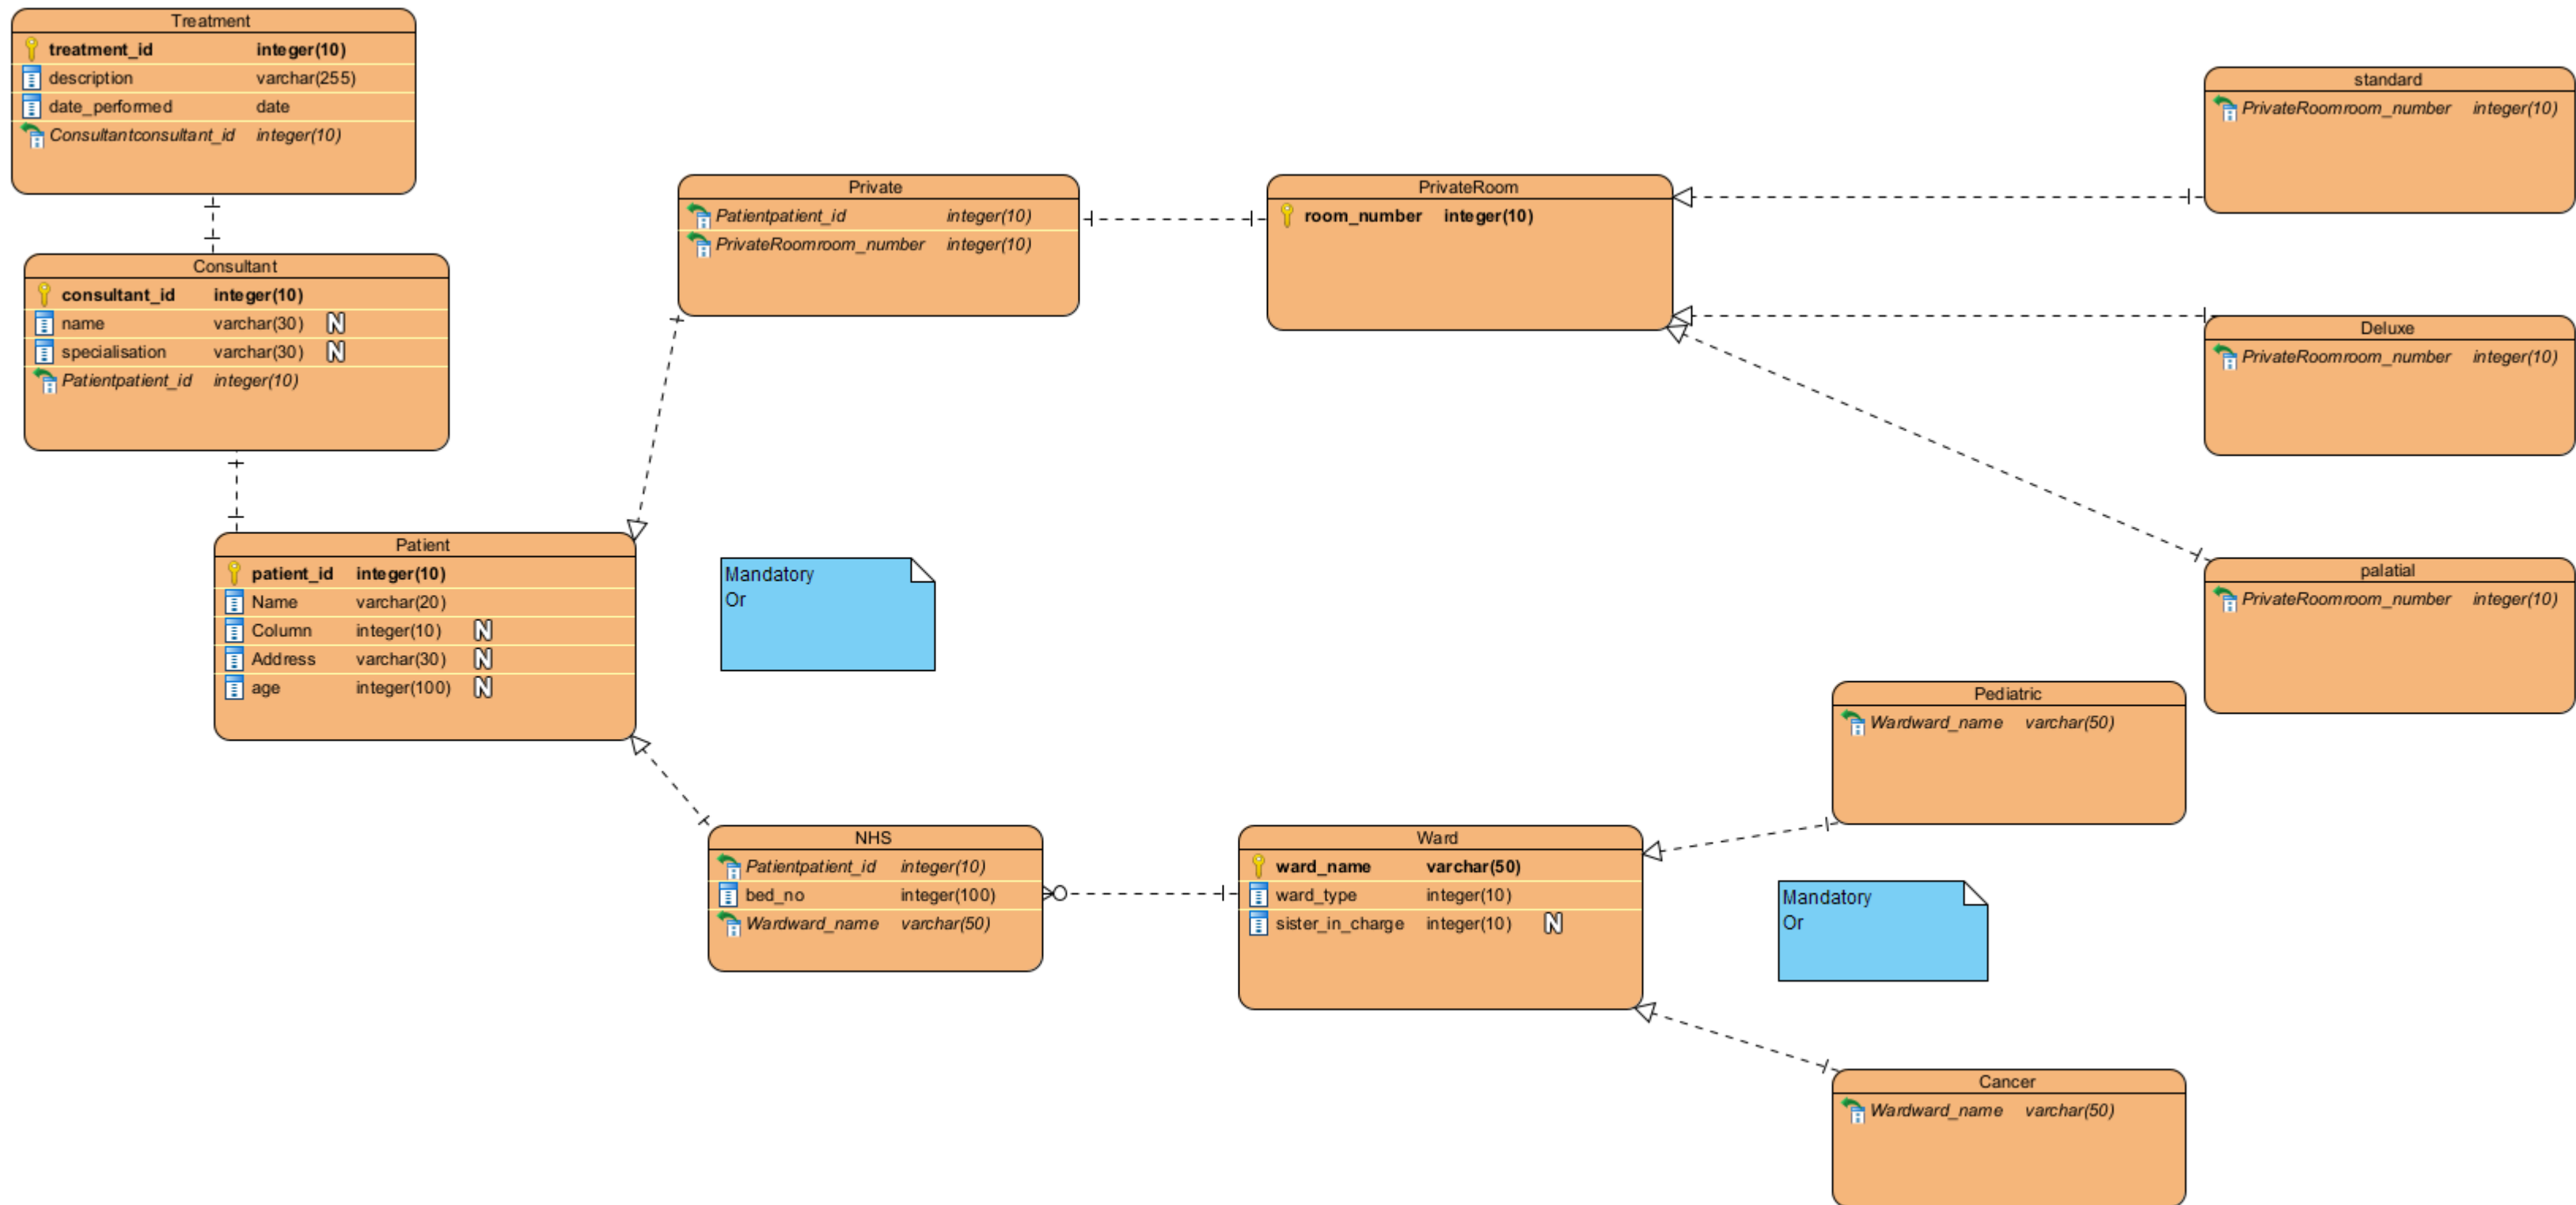 Treatment
treatment_id integer(10)
description varchar(255)
date_performed date
Consultantconsultant_id integer(10)
Consultant
consultant_id integer(10)
name varchar(30) N
specialisation varchar(30) N
Patientpatient_id integer(10)
Patient
patient_id integer(10)
Name varchar(20)
Column integer(10) N
Address varchar(30) N
age integer(100) N
Private
Patientpatient_id integer(10)
PrivateRoomroom_number integer(10)
PrivateRoom
room_number integer(10)
standard
PrivateRoomroom_number integer(10)
Deluxe
PrivateRoomroom_number integer(10)
palatial
PrivateRoomroom_number integer(10)
Mandatory
Or
NHS
Patientpatient_id integer(10)
bed_no integer(100)
Wardward_name varchar(50)
Ward
ward_name varchar(50)
ward_type integer(10)
sister_in_charge integer(10) N
Pediatric
Wardward_name varchar(50)
Mandatory
Or
Cancer
Wardward_name varchar(50)